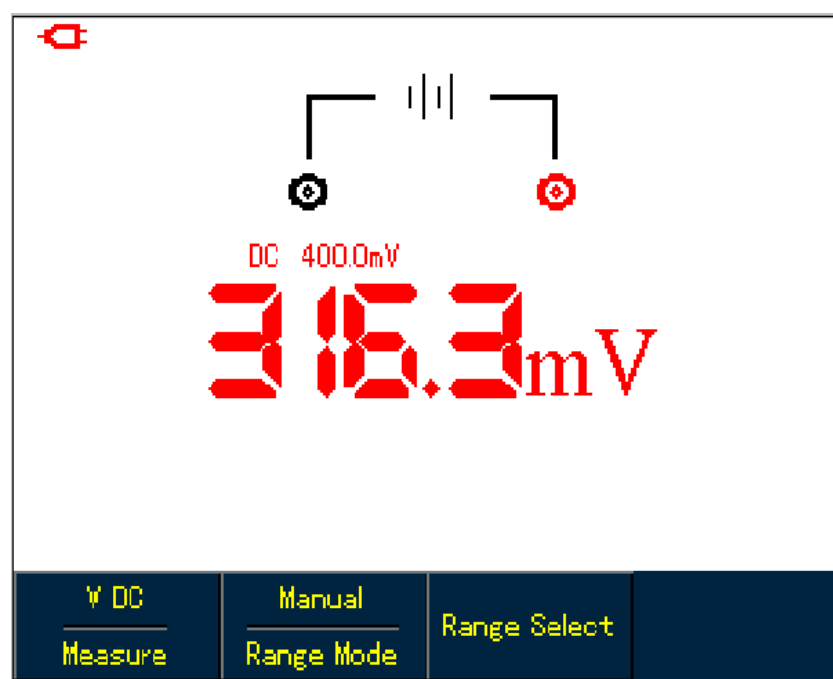 DC 400.0mV
316.3mV
V DC
Measure
Manual
Range Mode
Range Select